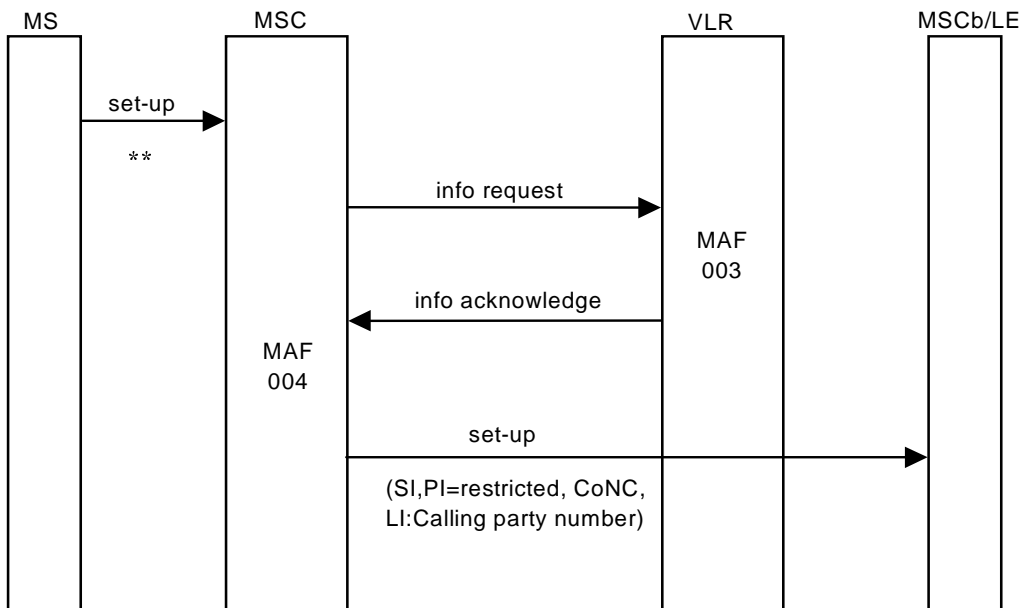 MS
MSC
VLR
MSCb/LE
set-up
**
info request
MAF
003
info acknowledge
MAF
004
set-up
(SI,PI=restricted, CoNC,
LI:Calling party number)